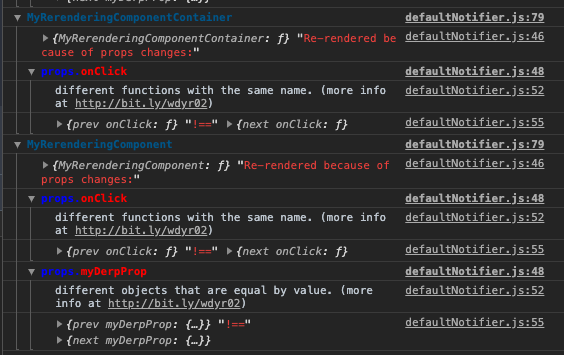 next myDerpProp: {…}}
▼ MyRerenderingComponentContainer defaultNotifier.js:79
▶ {MyRerenderingComponentContainer: ƒ} "Re-rendered be defaultNotifier.js:46
cause of props changes:"
▼ props.onClick defaultNotifier.js:48
different functions with the same name. (more info defaultNotifier.js:52
at http://bit.ly/wdyr02)
▶ {prev onClick: ƒ} "!==" ▶ {next onClick: ƒ} defaultNotifier.js:55
▼ MyRerenderingComponent defaultNotifier.js:79
▶ {MyRerenderingComponent: ƒ} "Re-rendered because of defaultNotifier.js:46
props changes:"
▼ props.onClick defaultNotifier.js:48
different functions with the same name. (more info defaultNotifier.js:52
at http://bit.ly/wdyr02)
▶ {prev onClick: ƒ} "!==" ▶ {next onClick: ƒ} defaultNotifier.js:55
▼ props.myDerpProp defaultNotifier.js:48
different objects that are equal by value. (more defaultNotifier.js:52
info at http://bit.ly/wdyr02)
▶ {prev myDerpProp: {…}} "!==" defaultNotifier.js:55
▶ {next myDerpProp: {…}}